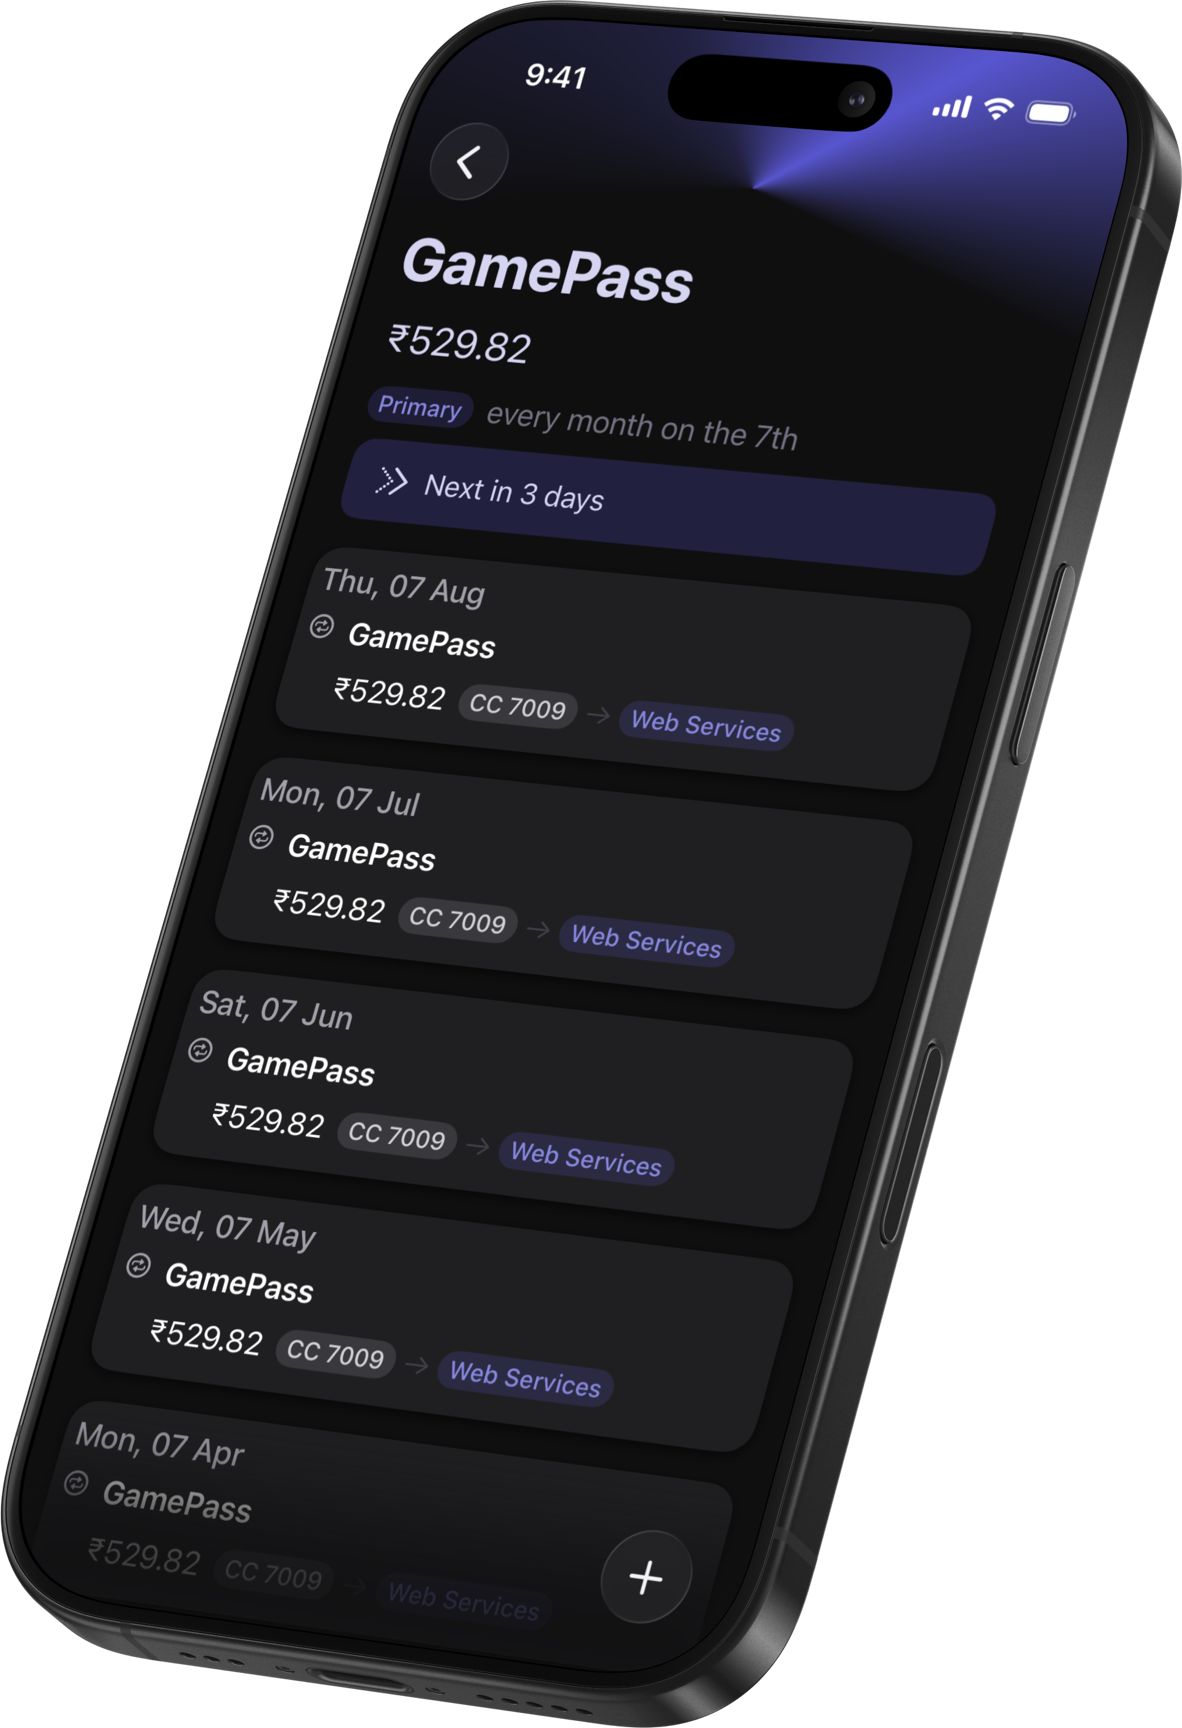 9:41
GamePass
₹529.82
Primary every month on the 7th
Next in 3 days
Thu, 07 Aug
GamePass
₹529.82 CC 7009 → Web Services
Mon, 07 Jul
GamePass
₹529.82 CC 7009 → Web Services
Sat, 07 Jun
GamePass
₹529.82 CC 7009 → Web Services
Wed, 07 May
GamePass
₹529.82 CC 7009 → Web Services
Mon, 07 Apr
GamePass
₹529.82 CC 7009 → Web Services